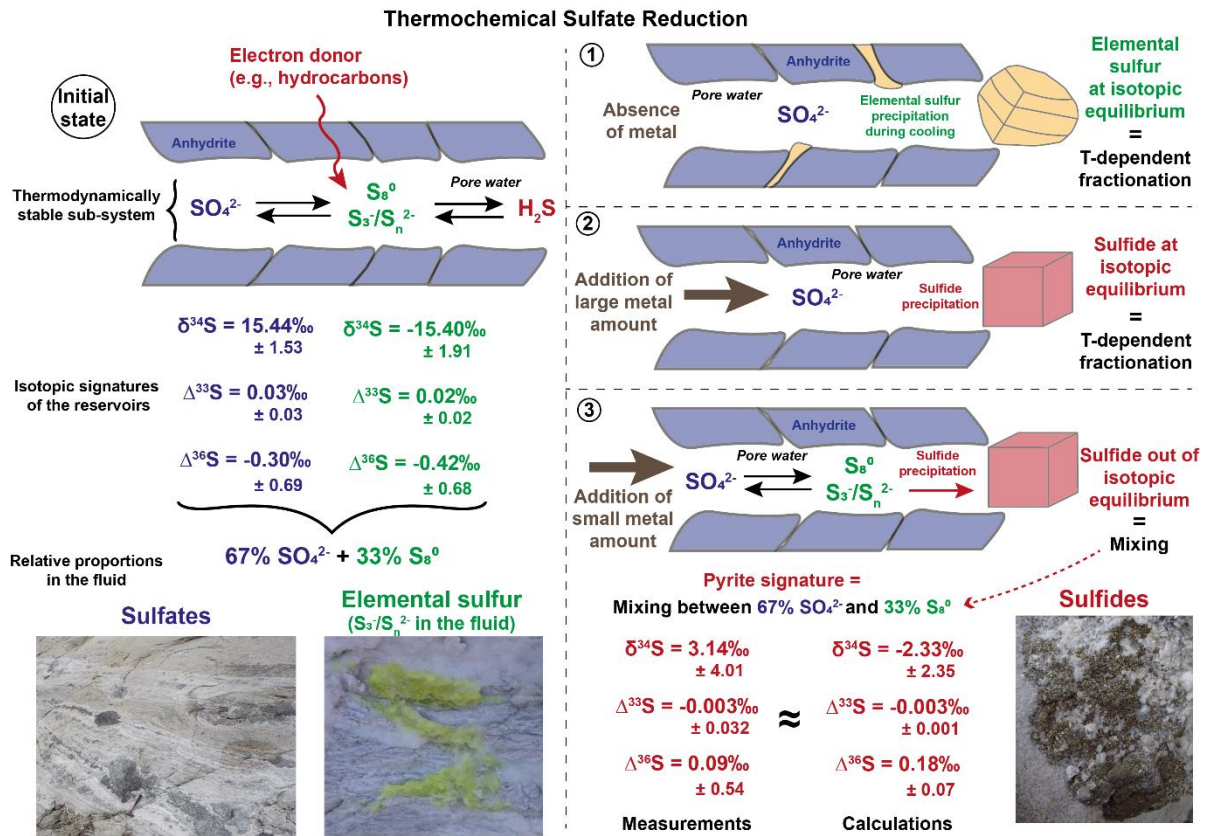 Thermochemical Sulfate Reduction
Initial
state
Electron donor
(e.g., hydrocarbons)
Anhydrite
Thermodynamically
stable sub-system
SO₄²⁻
S₈⁰
S₃⁻/Sₙ²⁻
Pore water
H₂S
δ³⁴S = 15.44‰
± 1.53
δ³⁴S = -15.40‰
± 1.91
Isotopic signatures
of the reservoirs
Δ³³S = 0.03‰
± 0.03
Δ³³S = 0.02‰
± 0.02
Δ³⁶S = -0.30‰
± 0.69
Δ³⁶S = -0.42‰
± 0.68
Relative proportions
in the fluid
67% SO₄²⁻ + 33% S₈⁰
Sulfates
Elemental sulfur
(S₃⁻/Sₙ²⁻ in the fluid)
1
Absence
of metal
Anhydrite
Pore water
SO₄²⁻
Elemental sulfur
precipitation
during cooling
Elemental
sulfur
at isotopic
equilibrium
=
T-dependent
fractionation
2
Addition of
large metal
amount
Anhydrite
Pore water
SO₄²⁻
Sulfide
precipitation
Sulfide at
isotopic
equilibrium
=
T-dependent
fractionation
3
Addition of
small metal
amount
Anhydrite
Pore water
SO₄²⁻
S₈⁰
S₃⁻/Sₙ²⁻
Sulfide
precipitation
Sulfide out of
isotopic
equilibrium
=
Mixing
Pyrite signature =
Mixing between 67% SO₄²⁻ and 33% S₈⁰
Sulfides
δ³⁴S = 3.14‰
± 4.01
δ³⁴S = -2.33‰
± 2.35
Δ³³S = -0.003‰
± 0.032
≈
Δ³³S = -0.003‰
± 0.001
Δ³⁶S = 0.09‰
± 0.54
Δ³⁶S = 0.18‰
± 0.07
Measurements
Calculations